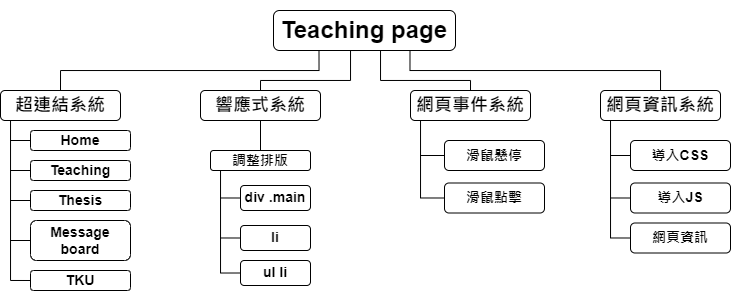 Teaching page
超連結系統
Home
Teaching
Thesis
Message
board
TKU
響應式系統
調整排版
div .main
li
ul li
網頁事件系統
滑鼠懸停
滑鼠點擊
網頁資訊系統
導入CSS
導入JS
網頁資訊